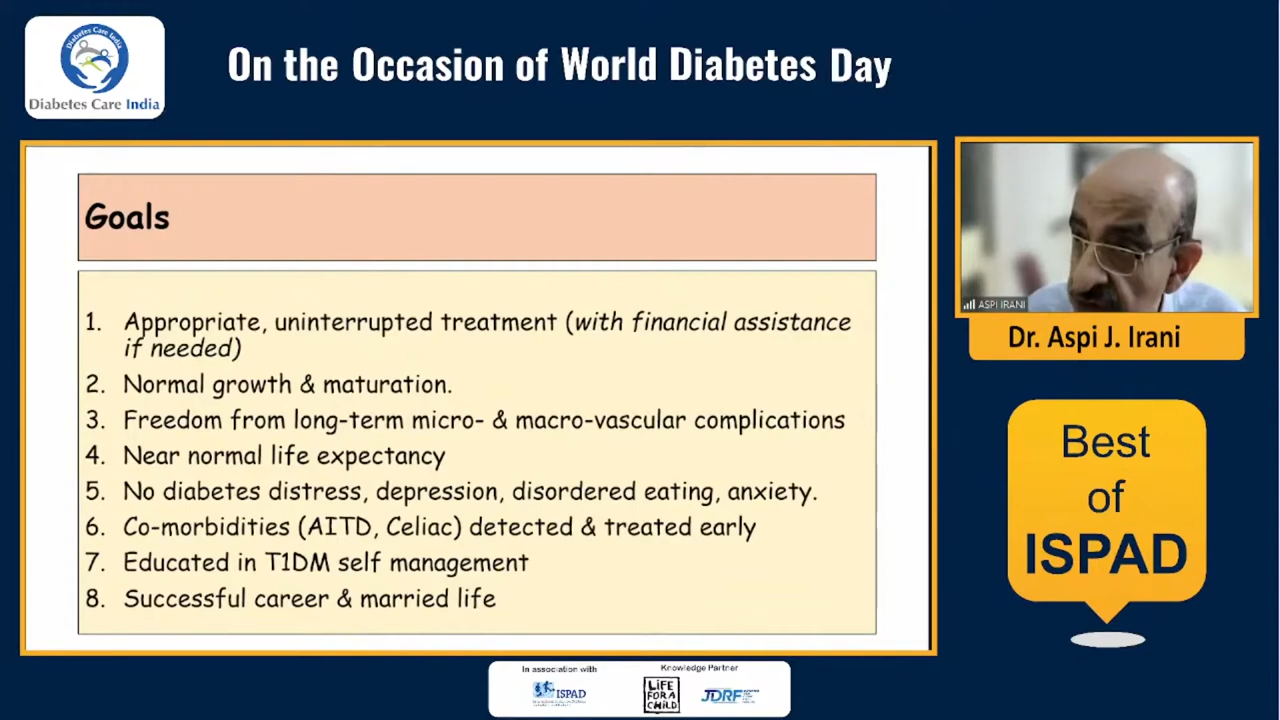 Diabetes Care India
Diabetes Care India
On the Occasion of World Diabetes Day
Goals
1. Appropriate, uninterrupted treatment (with financial assistance
if needed)
2. Normal growth & maturation.
3. Freedom from long-term micro- & macro-vascular complications
4. Near normal life expectancy
5. No diabetes distress, depression, disordered eating, anxiety.
6. Co-morbidities (AITD, Celiac) detected & treated early
7. Educated in T1DM self management
8. Successful career & married life
ASPI IRANI
Dr. Aspi J. Irani
Best
of
ISPAD
In association with
ISPAD
Knowledge Partner
LiFE
FOR A
CHiLD
JDRF